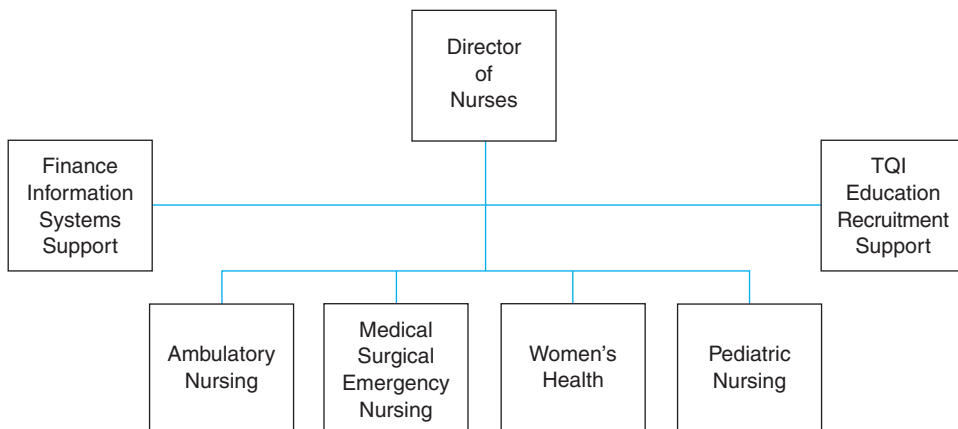 Director
of
Nurses
Finance
Information
Systems
Support
TQI
Education
Recruitment
Support
Ambulatory
Nursing
Medical
Surgical
Emergency
Nursing
Women’s
Health
Pediatric
Nursing